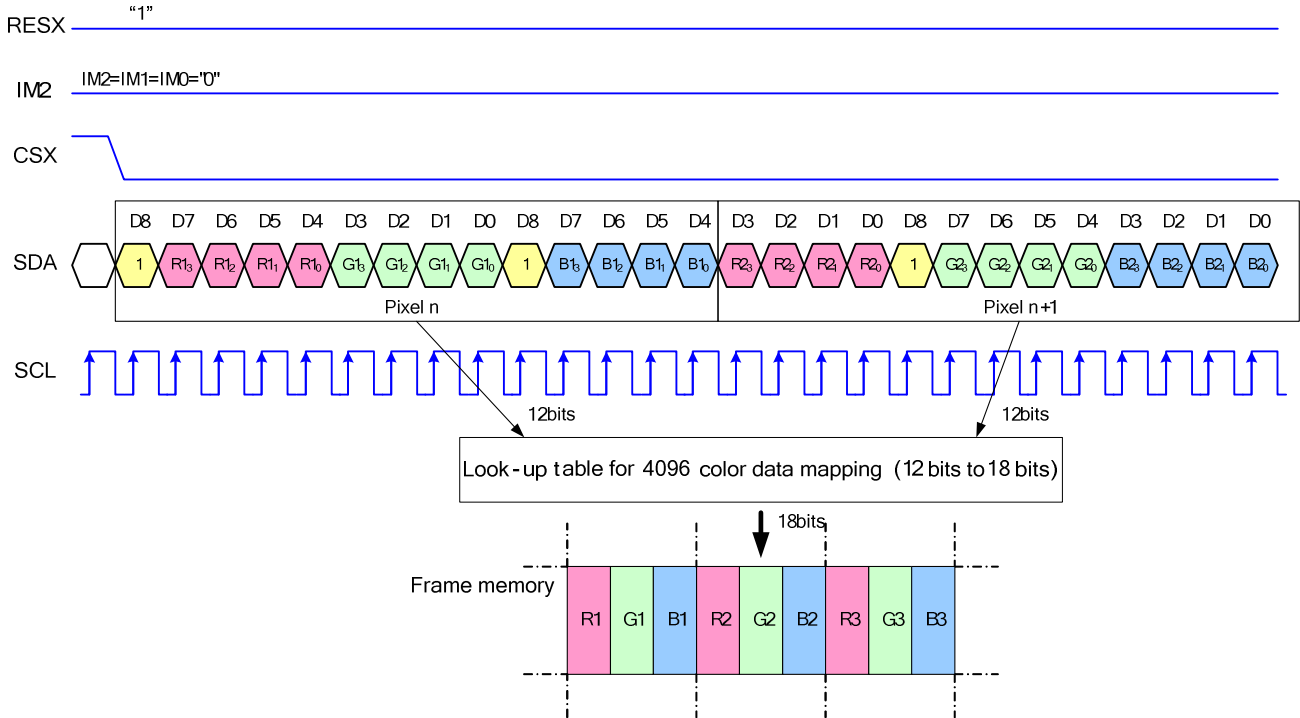 “1”
RESX
IM2=IM1=IM0="0"
IM2
CSX
D8 D7 D6 D5 D4 D3 D2 D1 D0 D8 D7 D6 D5 D4 D3 D2 D1 D0 D8 D7 D6 D5 D4 D3 D2 D1 D0
SDA 1 R1₃ R1₂ R1₁ R1₀ G1₃ G1₂ G1₁ G1₀ 1 B1₃ B1₂ B1₁ B1₀ R2₃ R2₂ R2₁ R2₀ 1 G2₃ G2₂ G2₁ G2₀ B2₃ B2₂ B2₁ B2₀
Pixel n Pixel n+1
SCL
12bits 12bits
Look-up table for 4096 color data mapping (12 bits to 18 bits)
18bits
Frame memory
R1 G1 B1 R2 G2 B2 R3 G3 B3